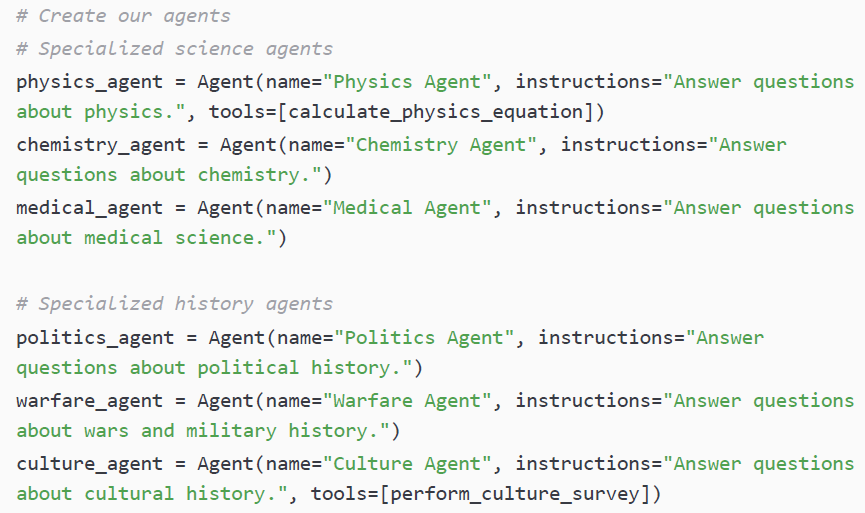 # Create our agents
# Specialized science agents
physics_agent = Agent(name="Physics Agent", instructions="Answer questions
about physics.", tools=[calculate_physics_equation])
chemistry_agent = Agent(name="Chemistry Agent", instructions="Answer
questions about chemistry.")
medical_agent = Agent(name="Medical Agent", instructions="Answer questions
about medical science.")
# Specialized history agents
politics_agent = Agent(name="Politics Agent", instructions="Answer
questions about political history.")
warfare_agent = Agent(name="Warfare Agent", instructions="Answer questions
about wars and military history.")
culture_agent = Agent(name="Culture Agent", instructions="Answer questions
about cultural history.", tools=[perform_culture_survey])